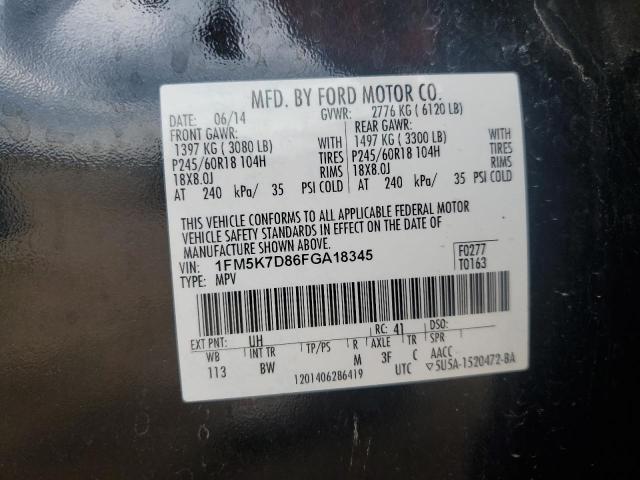 MFD. BY FORD MOTOR CO.
DATE: 06/14 GVWR: 2776 KG ( 6120 LB)
FRONT GAWR: REAR GAWR:
1397 KG ( 3080 LB) 1497 KG ( 3300 LB)
P245/60R18 104H TIRES P245/60R18 104H TIRES
18X8.0J RIMS 18X8.0J RIMS
AT 240 kPa/ 35 PSI COLD AT 240 kPa/ 35 PSI COLD
THIS VEHICLE CONFORMS TO ALL APPLICABLE FEDERAL MOTOR
VEHICLE SAFETY STANDARDS IN EFFECT ON THE DATE OF
MANUFACTURE SHOWN ABOVE.
VIN: 1FM5K7D86FGA18345 F0277
TYPE: MPV T0163
EXT PNT: UH RC: 41 DSO:
WB INT TR TP/PS R AXLE TR SPR
113 BW M 3F C AACC
1201406286419 UTC ▽5U5A-1520472-BA